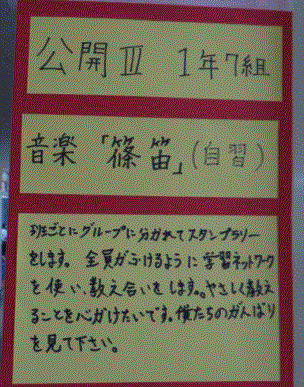 公開Ⅲ 1年7組
音楽「篠笛」(自習)
班ごとにグループに分かれてスタンプラリー
をします。全員がふけるように学習ネットワーク
を使い、教え合いをします。やさしく教え
ることを心がけたいです。僕たちのがんばり
を見て下さい。